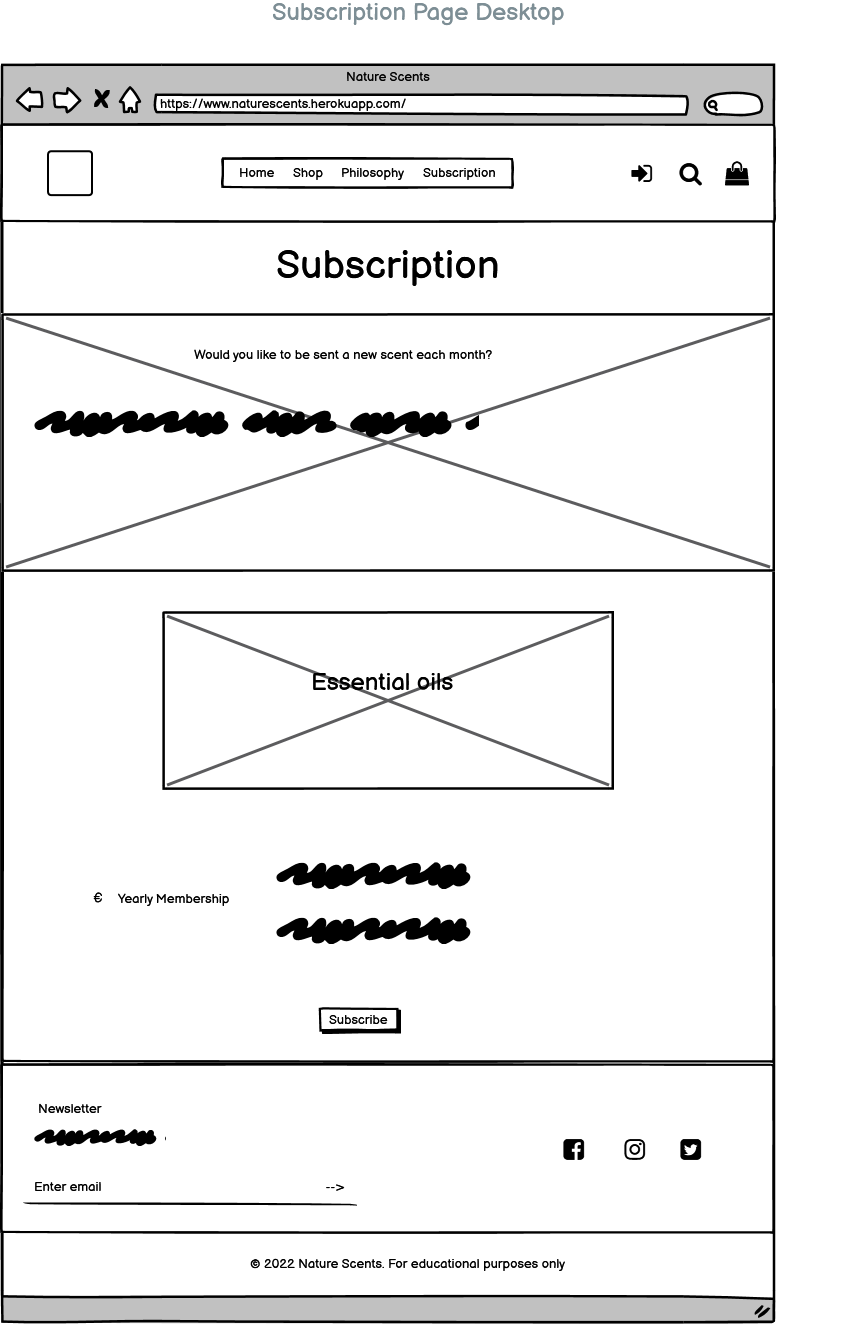 Subscription Page Desktop
Nature Scents
https://www.naturescents.herokuapp.com/
Home Shop Philosophy Subscription
Subscription
Would you like to be sent a new scent each month?
Essential oils
€ Yearly Membership
Subscribe
Newsletter
Enter email -->
© 2022 Nature Scents. For educational purposes only